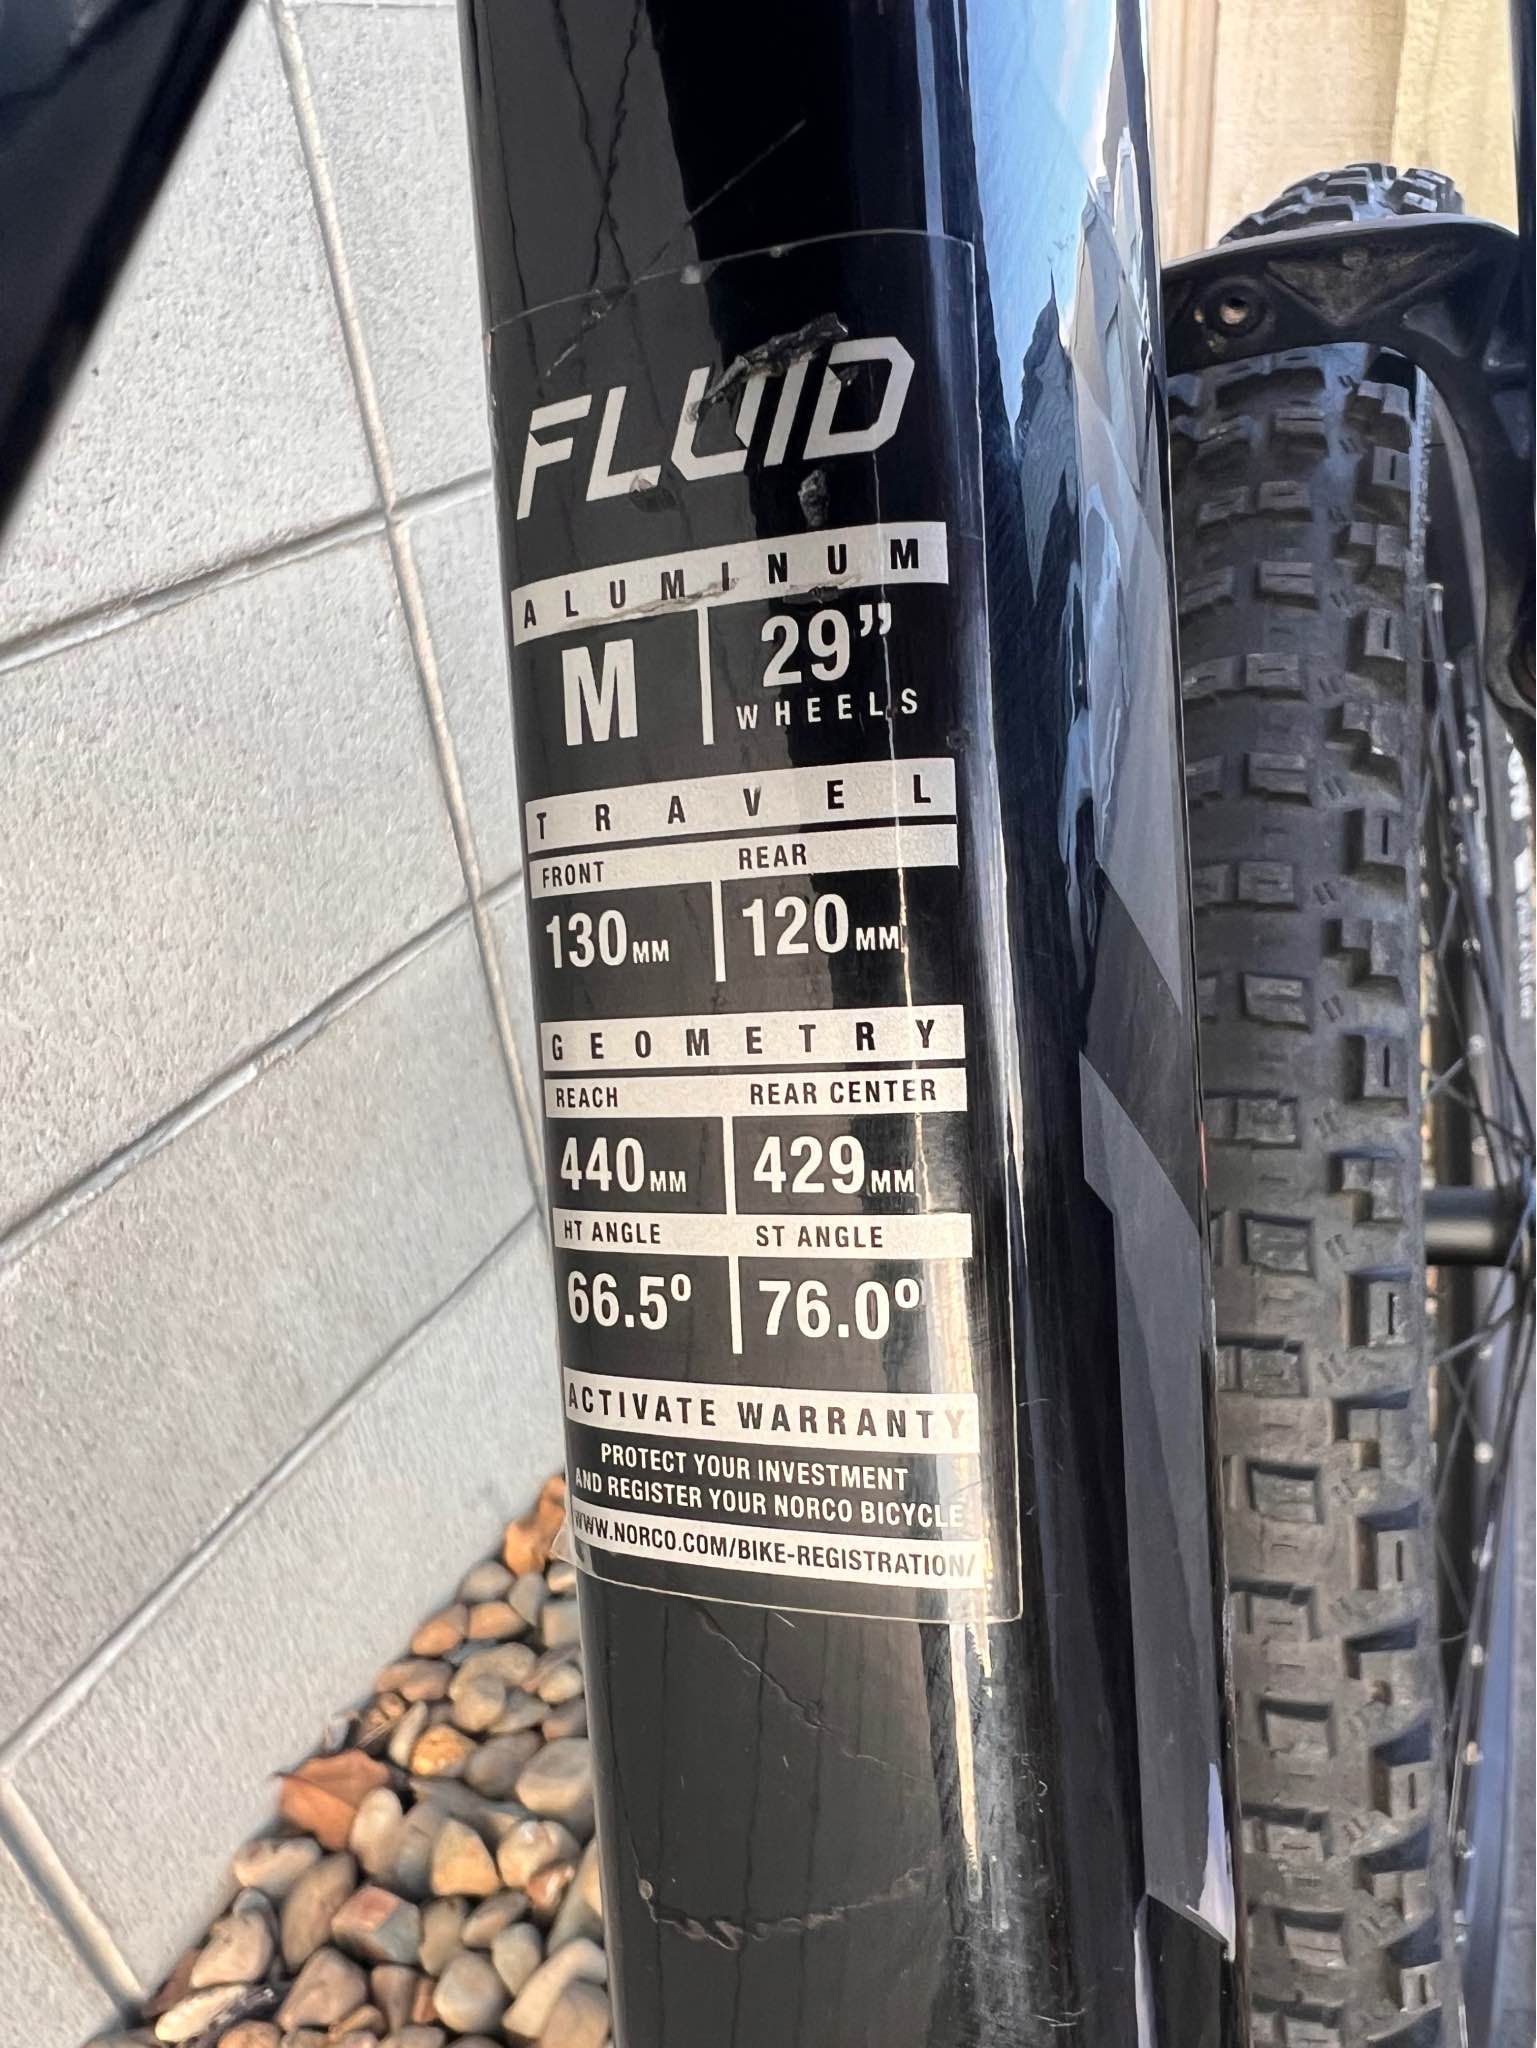 FLUID
ALUMINUM
M 29”
WHEELS
TRAVEL
FRONT REAR
130MM 120MM
GEOMETRY
REACH REAR CENTER
440MM 429MM
HT ANGLE ST ANGLE
66.5º 76.0º
ACTIVATE WARRANTY
PROTECT YOUR INVESTMENT
AND REGISTER YOUR NORCO BICYCLE
WWW.NORCO.COM/BIKE-REGISTRATION/